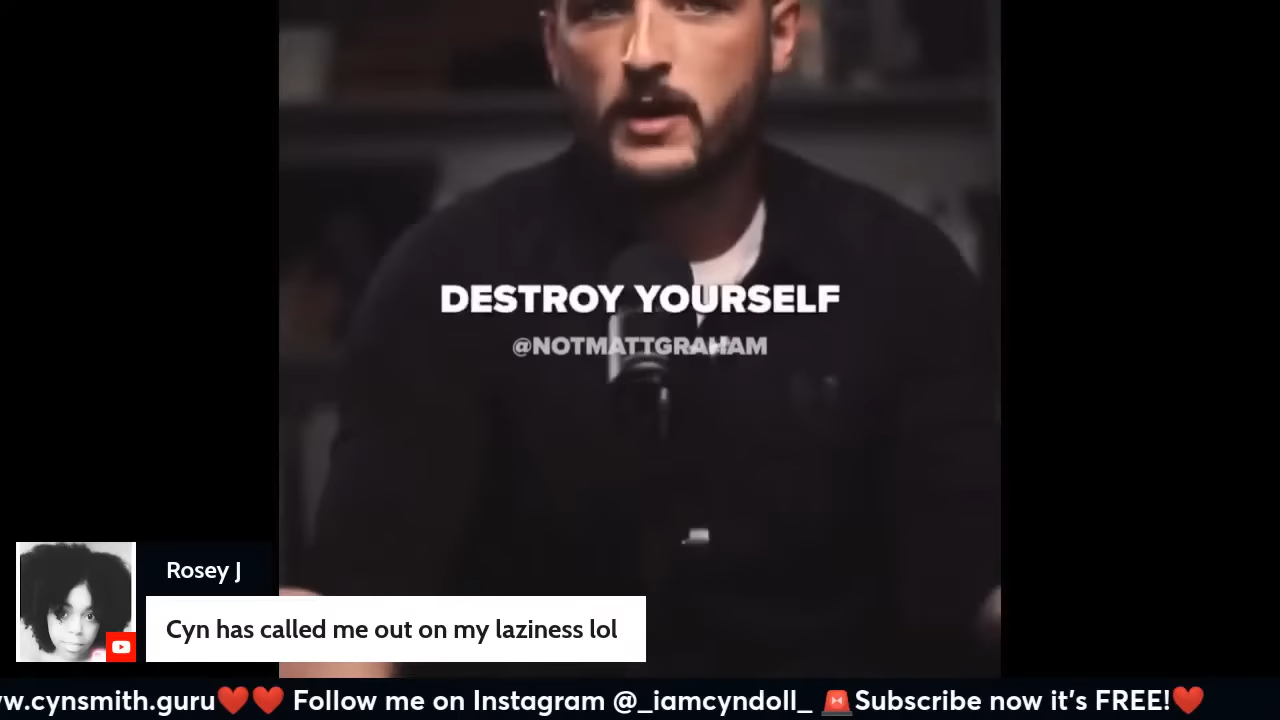 DESTROY YOURSELF
@NOTMATTGRAHAM
Rosey J
Cyn has called me out on my laziness lol
w.cynsmith.guru❤️❤️ Follow me on Instagram @_iamcyndoll_ 🚨Subscribe now it's FREE!❤️